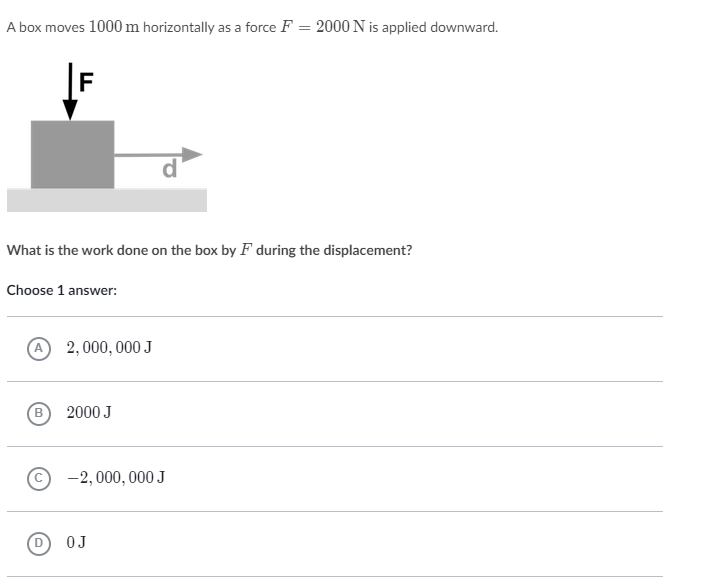 A box moves 1000 m horizontally as a force F = 2000 N is applied downward.
F
d
What is the work done on the box by F during the displacement?
Choose 1 answer:
A 2,000,000 J
B 2000 J
C −2,000,000 J
D 0 J